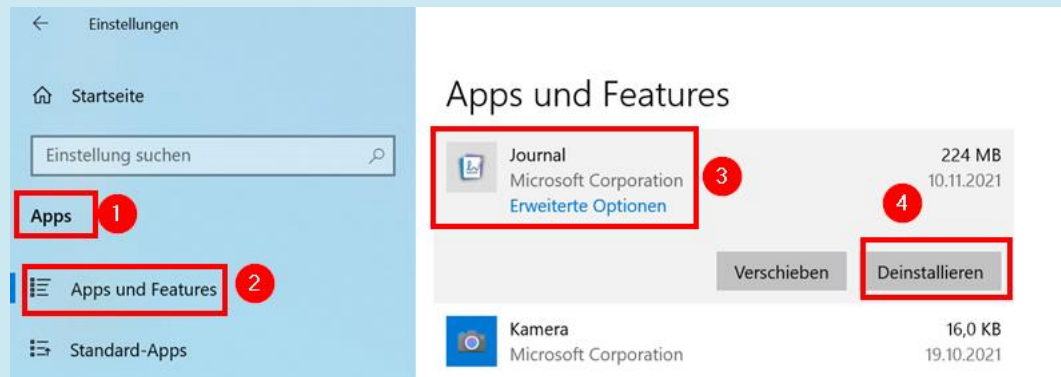 Einstellungen
Startseite
Einstellung suchen
Apps 1
Apps und Features 2
Standard-Apps
Apps und Features
Journal 224 MB
Microsoft Corporation 3 10.11.2021
Erweiterte Optionen 4
Verschieben Deinstallieren
Kamera 16,0 KB
Microsoft Corporation 19.10.2021